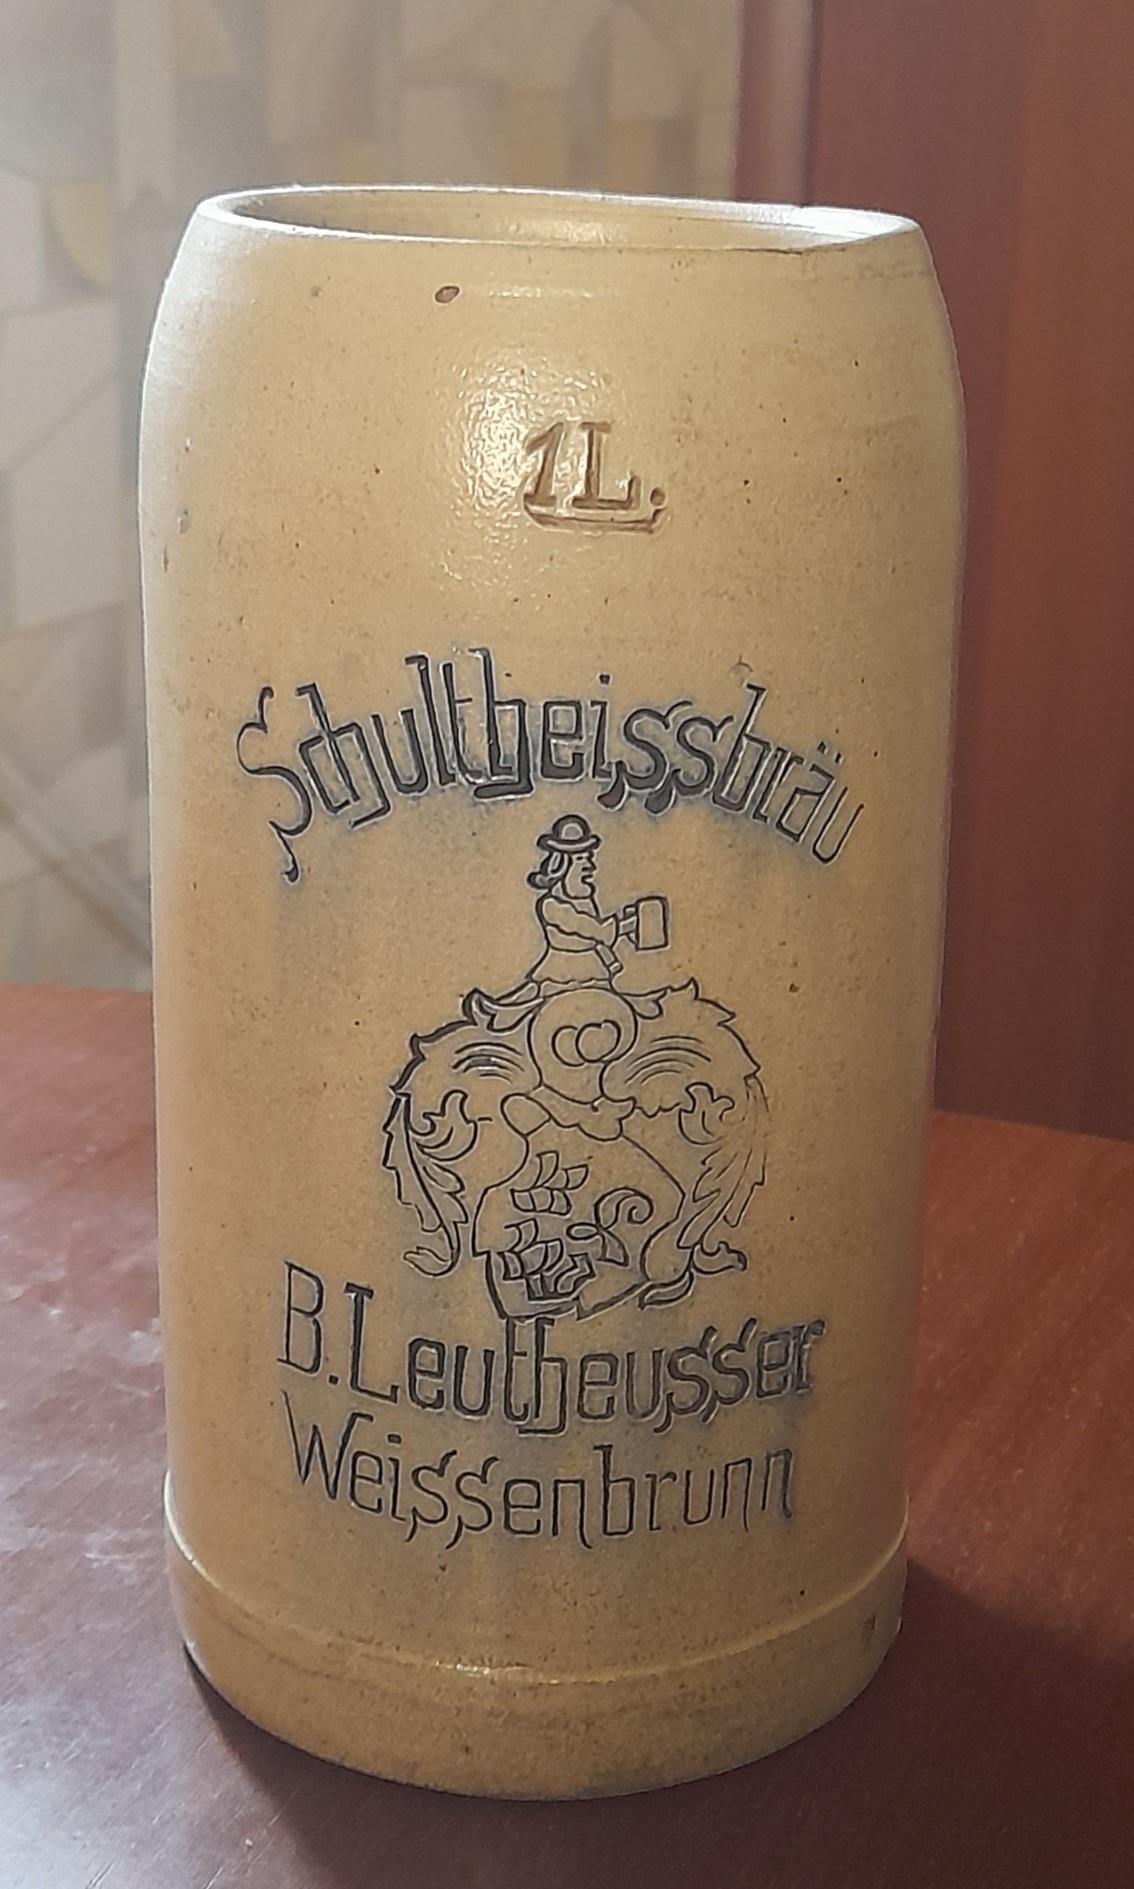 1L.
Schultheissbräu
B.Leutheusser
Weissenbrunn